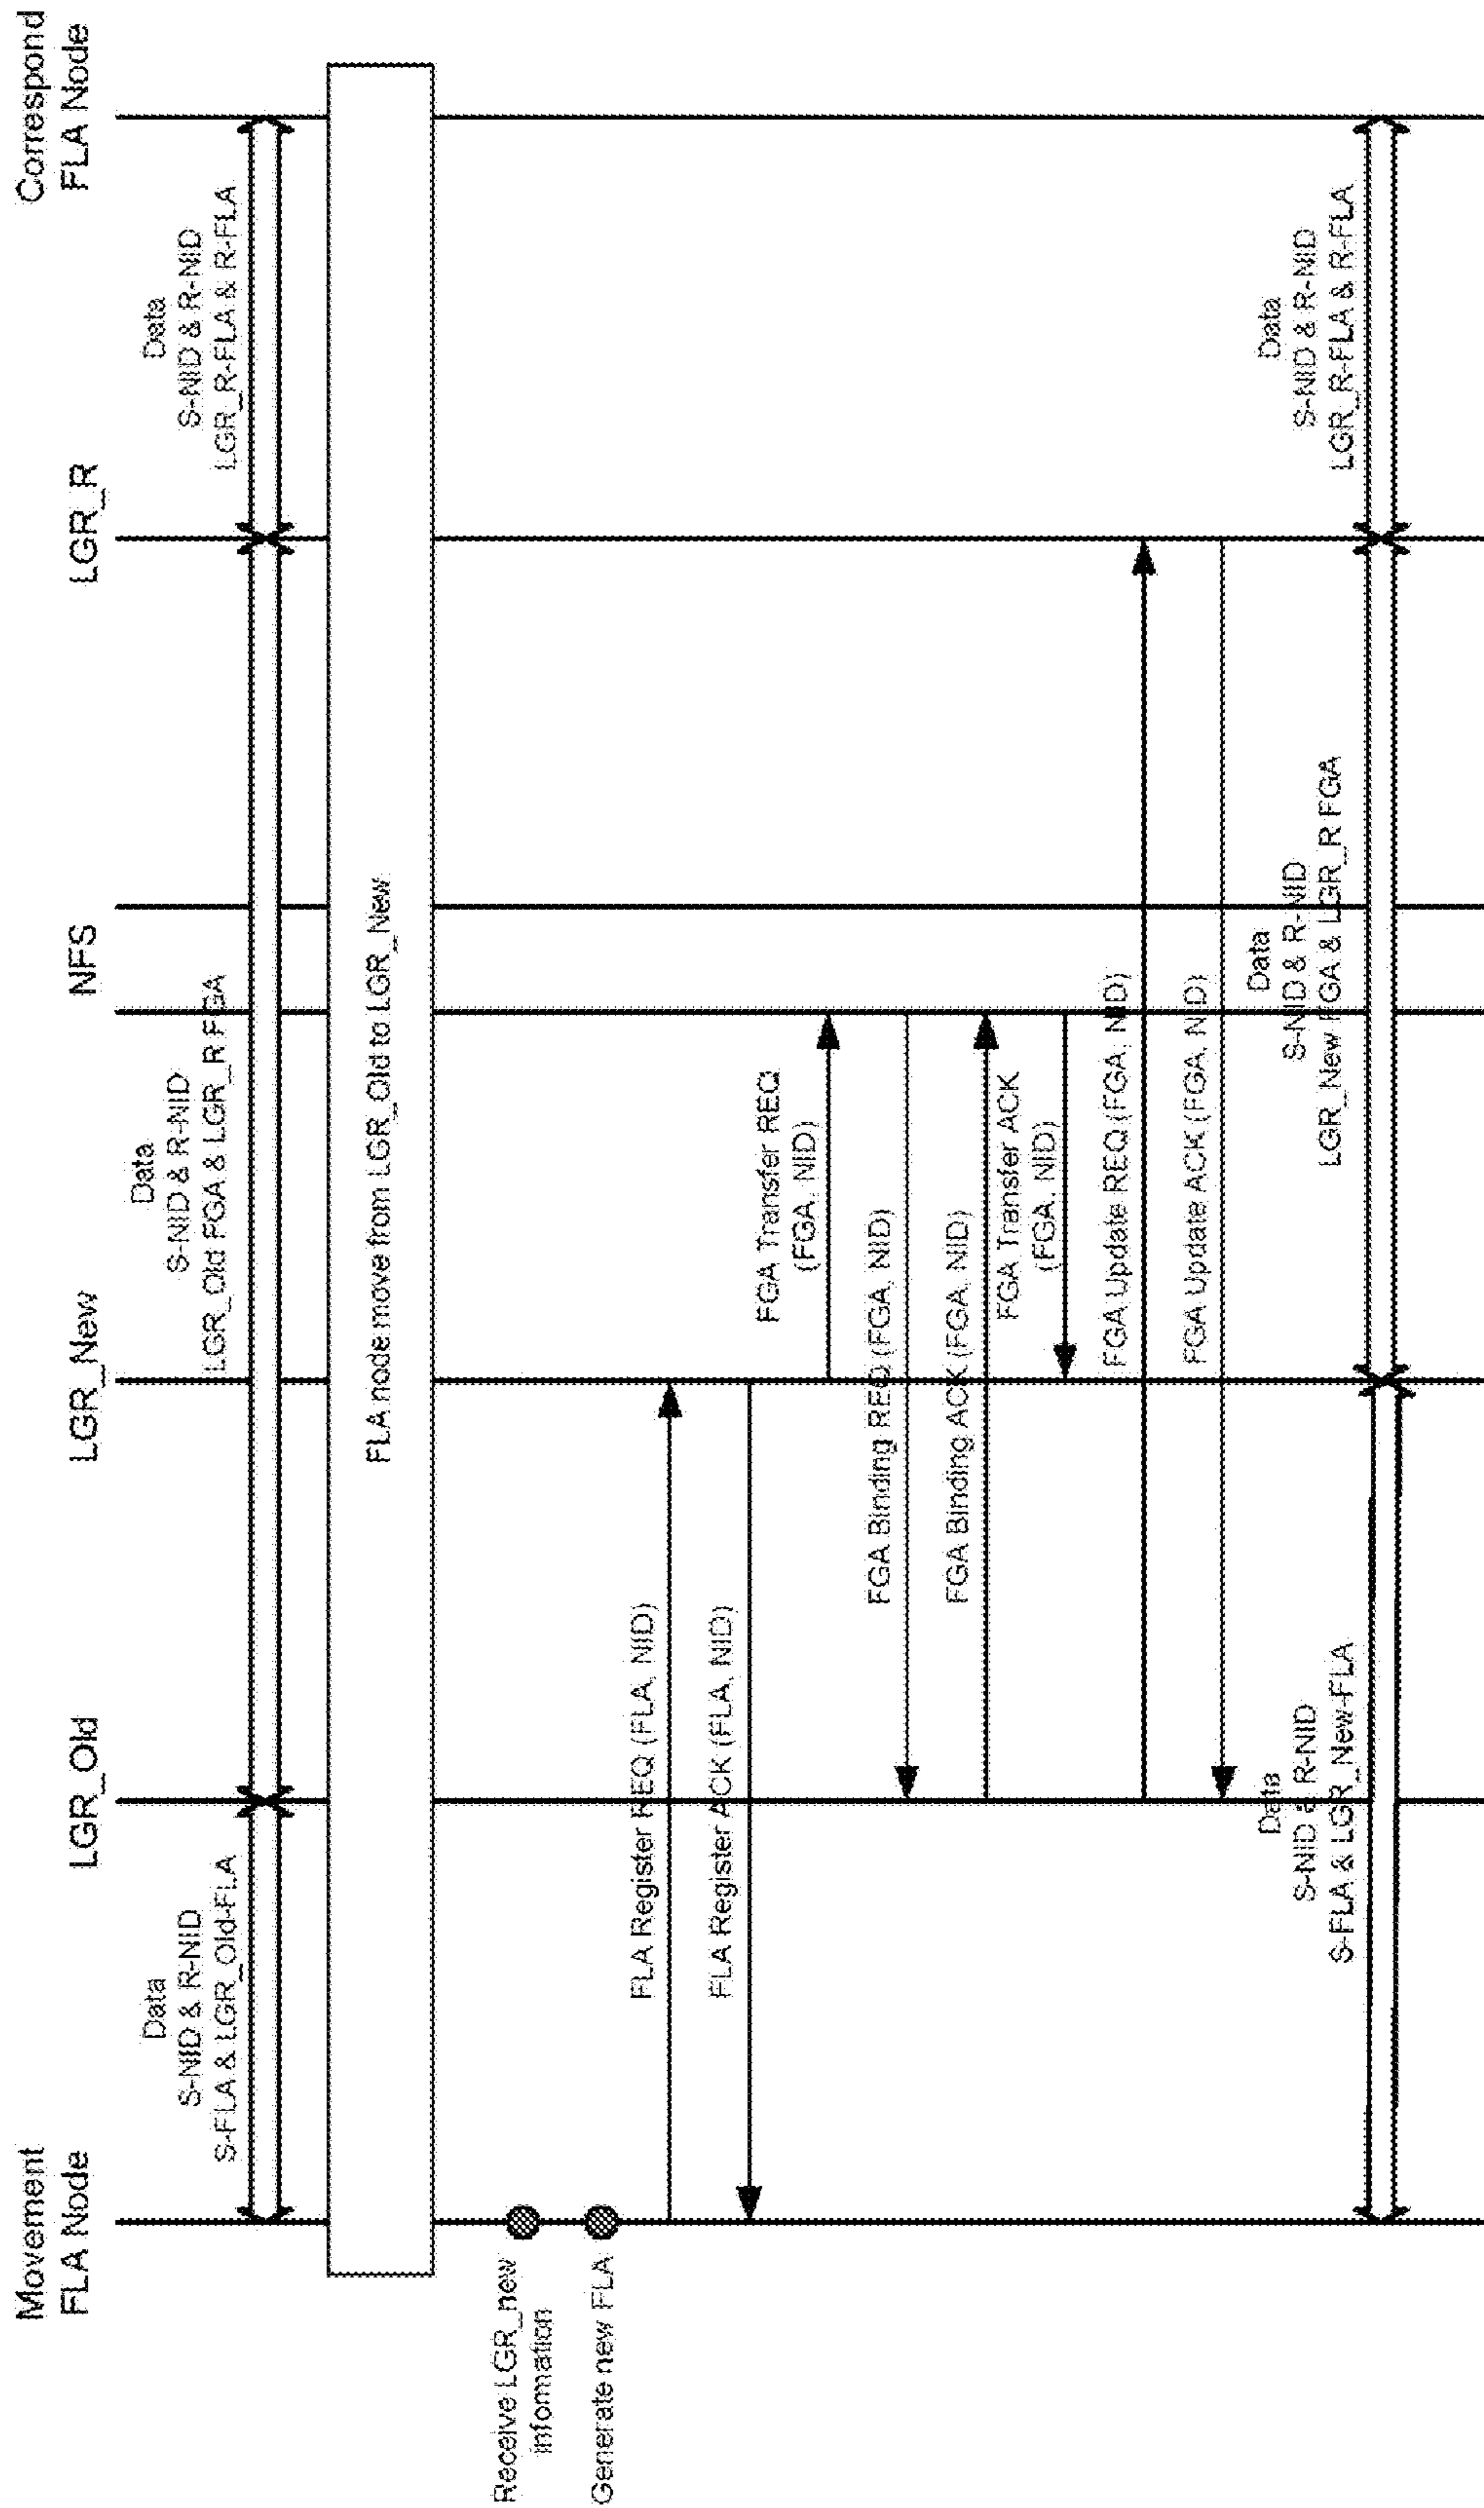 Movement
FLA Node
LGR_Old
LGR_New
NFS
LGR_R
Correspond
FLA Node
Data
S-NID & R-NID
S-FLA & LGR_Old-FLA
Data
S-NID & R-NID
LGR_Old FGA & LGR_R FGA
Data
S-NID & R-NID
LGR_R-FLA & R-FLA
FLA node move from LGR_Old to LGR_New
Receive LGR_new
information
Generate new FLA
FLA Register REQ (FLA, NID)
FLA Register ACK (FLA, NID)
FGA Transfer REQ
(FGA, NID)
FGA Binding REQ (FGA, NID)
FGA Binding ACK (FGA, NID)
FGA Transfer ACK
(FGA, NID)
FGA Update REQ (FGA, NID)
FGA Update ACK (FGA, NID)
Data
S-NID & R-NID
S-FLA & LGR_New-FLA
Data
S-NID & R-NID
LGR_New FGA & LGR_R FGA
Data
S-NID & R-NID
LGR_R-FLA & R-FLA